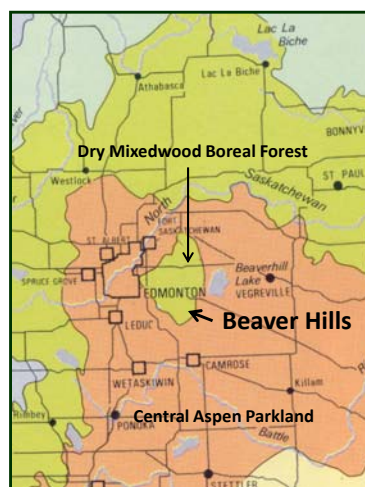 Lac La
Biche
LAC LA BICHE
Athabasca
BONNYV
Dry Mixedwood Boreal Forest
ST. PAUL
Westlock
Saskatchewan
North
FORT
SASKATCHEWAN
ST. ALBERT
SPRUCE GROVE
Beaverhill
Lake
EDMONTON
VEGREVILLE
LEDUC
Beaver Hills
CAMROSE
WETASKIWIN
Killam
Rimbey
Central Aspen Parkland
PONOKA
Battle
STETTLER